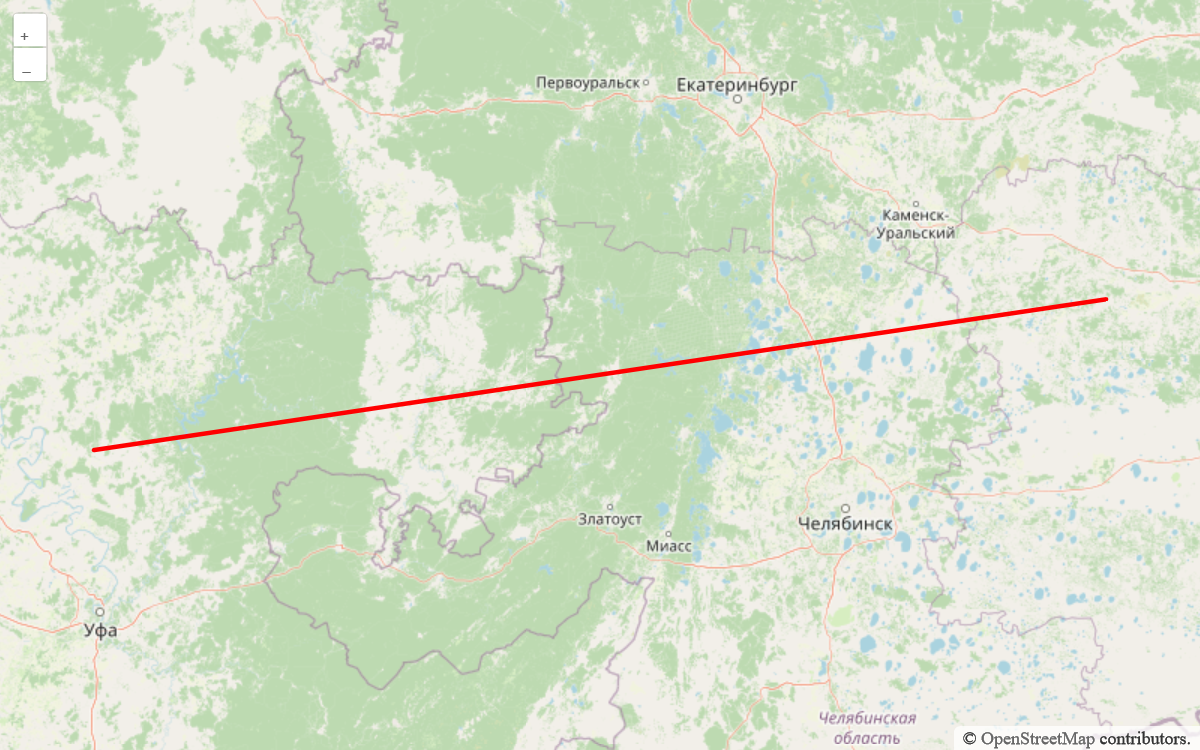 +
–
Первоуральск
Екатеринбург
Каменск-
Уральский
Златоуст
Челябинск
Миасс
Уфа
Челябинская
область
© OpenStreetMap contributors.